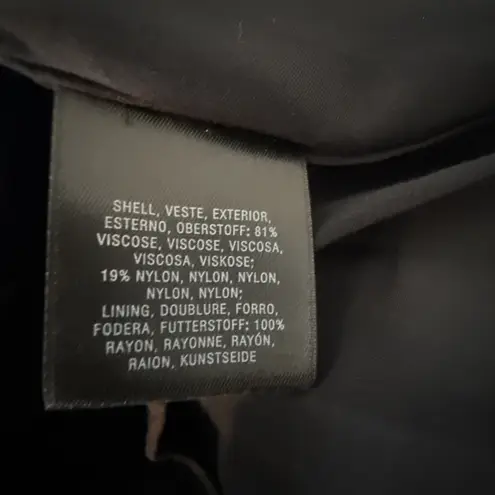 SHELL, VESTE, EXTERIOR,
ESTERNO, OBERSTOFF: 81%
VISCOSE, VISCOSE, VISCOSA,
VISCOSA, VISKOSE;
19% NYLON, NYLON, NYLON,
NYLON, NYLON;
LINING, DOUBLURE, FORRO,
FODERA, FUTTERSTOFF: 100%
RAYON, RAYONNE, RAYÓN,
RAION, KUNSTSEIDE